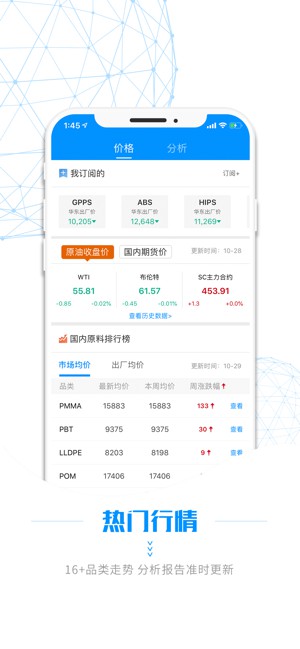 1:45
价格 分析
我订阅的 订阅+
GPPS ABS HIPS
华东出厂价 华东出厂价 华东出厂价
10,205 12,648 11,269
原油收盘价 国内期货价 更新时间：10-28
WTI 布伦特 SC主力合约
55.81 61.57 453.91
-0.86 -0.02% -0.45 -0.01% +1.3 +0.0%
查看历史数据>
国内原料排行榜
市场均价 出厂均价 更新时间：10-29
品类 最新均价 本周均价 周涨跌幅
PMMA 15883 15883 133 查看
PBT 9375 9375 30 查看
LLDPE 8203 8198 9 查看
POM 17406 17406
热门行情
16+品类走势 分析报告准时更新